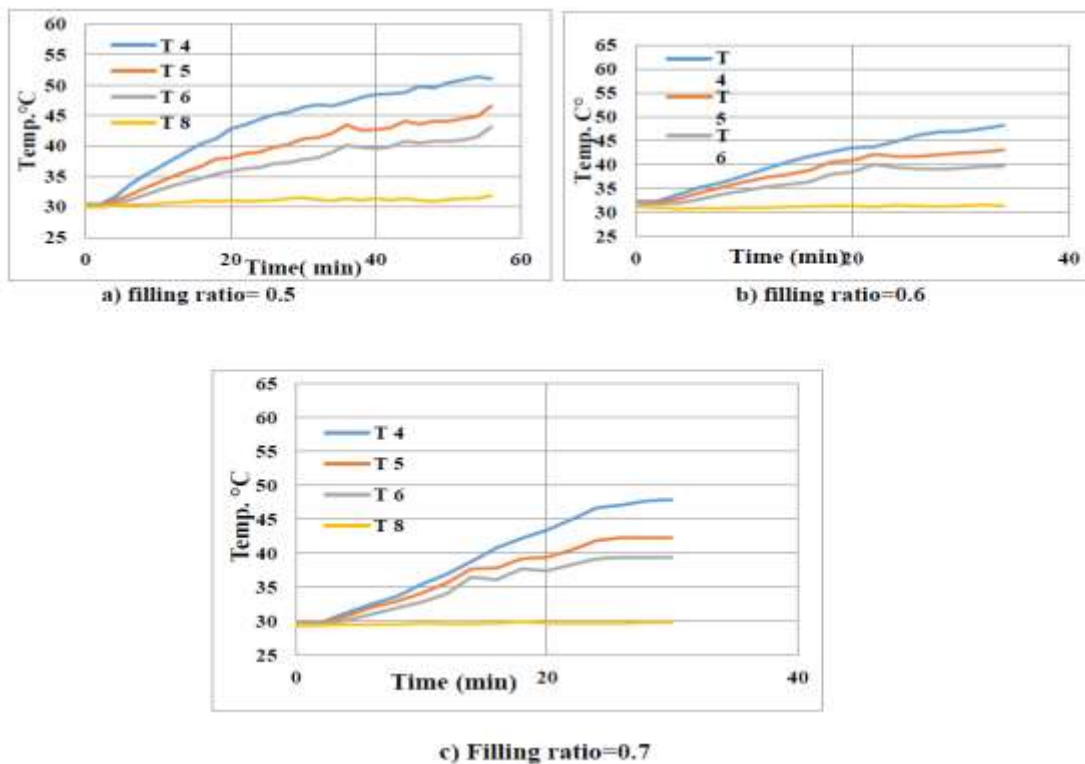 60
55
50
45
40
35
30
25
Temp.°C
T 4
T 5
T 6
T 8
0
20
40
60
Time( min)
a) filling ratio= 0.5
65
60
55
50
45
40
35
30
25
Temp. C°
T
4
T
5
T
6
0
20
40
Time (min)
b) filling ratio=0.6
65
60
55
50
45
40
35
30
25
Temp. °C
T 4
T 5
T 6
T 8
0
20
40
Time (min)
c) Filling ratio=0.7